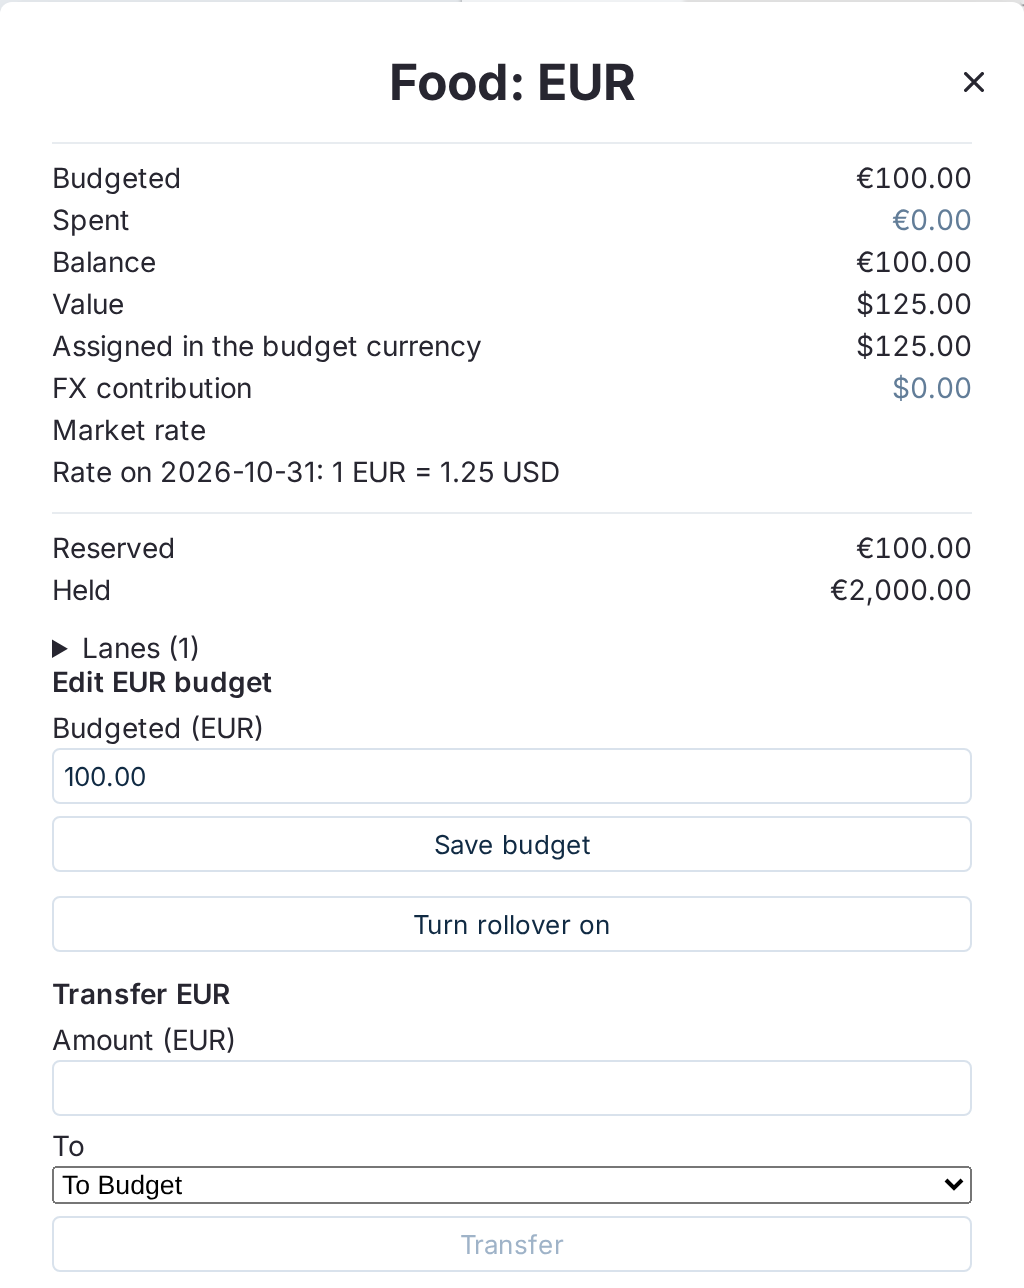 Food: EUR
Budgeted €100.00
Spent €0.00
Balance €100.00
Value $125.00
Assigned in the budget currency $125.00
FX contribution $0.00
Market rate
Rate on 2026-10-31: 1 EUR = 1.25 USD
Reserved €100.00
Held €2,000.00
Lanes (1)
Edit EUR budget
Budgeted (EUR)
100.00
Save budget
Turn rollover on
Transfer EUR
Amount (EUR)
To
To Budget
Transfer